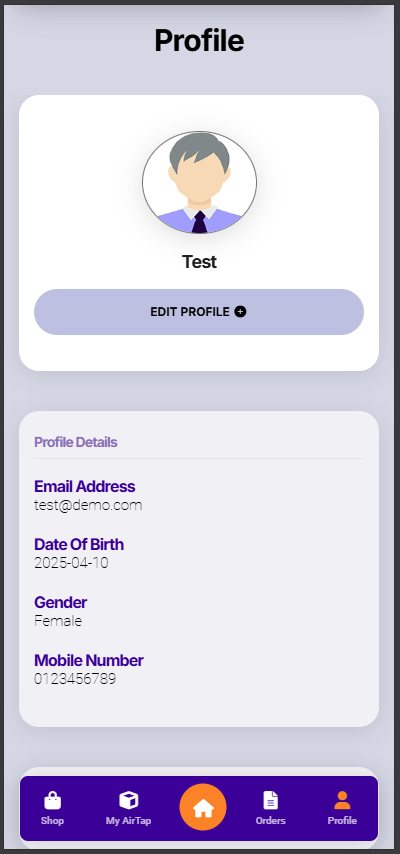 Profile
Test
EDIT PROFILE
Profile Details
Email Address
test@demo.com
Date Of Birth
2025-04-10
Gender
Female
Mobile Number
0123456789
Shop
My AirTap
Orders
Profile